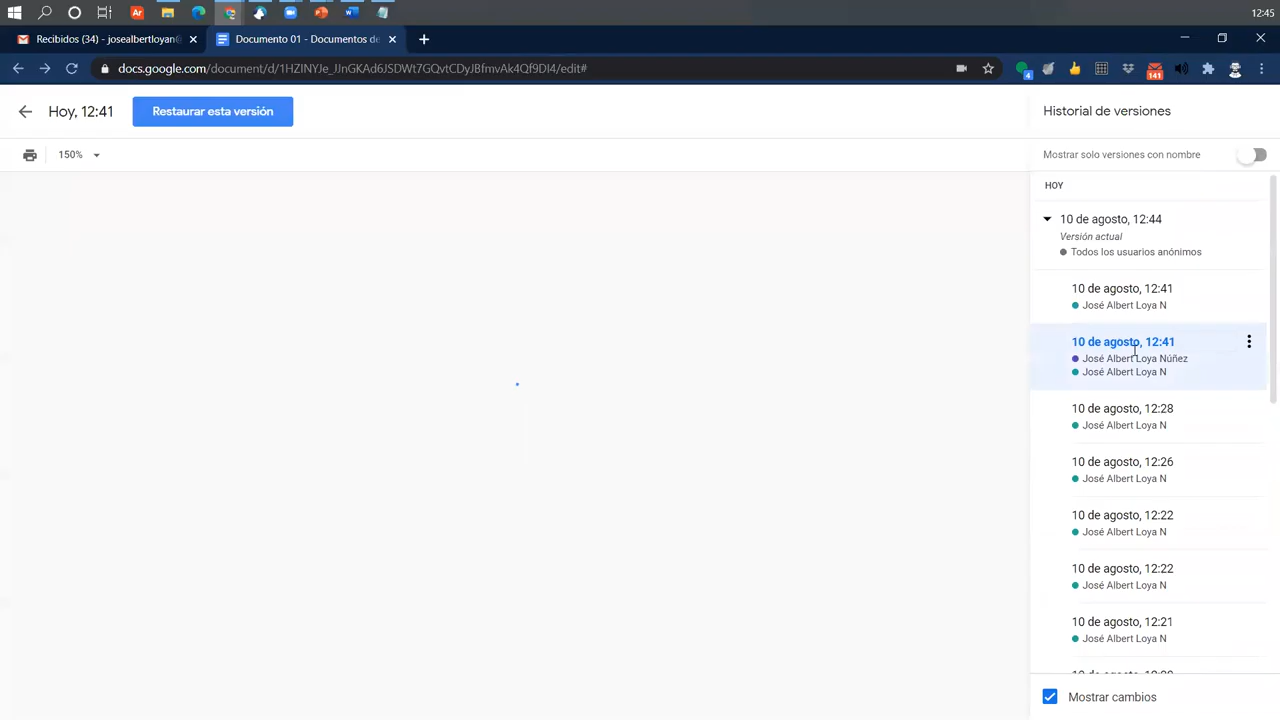 12:45
Recibidos (34) - josealbertloyan@
Documento 01 - Documentos de
docs.google.com/document/d/1HZINYJe_JJnGKAd6JSDWt7GQvtCDyJBfmvAk4Qf9DI4/edit#
4
141
Hoy, 12:41
Restaurar esta versión
Historial de versiones
150%
Mostrar solo versiones con nombre
HOY
10 de agosto, 12:44
Versión actual
Todos los usuarios anónimos
10 de agosto, 12:41
José Albert Loya N
10 de agosto, 12:41
José Albert Loya Núñez
José Albert Loya N
10 de agosto, 12:28
José Albert Loya N
10 de agosto, 12:26
José Albert Loya N
10 de agosto, 12:22
José Albert Loya N
10 de agosto, 12:22
José Albert Loya N
10 de agosto, 12:21
José Albert Loya N
Mostrar cambios